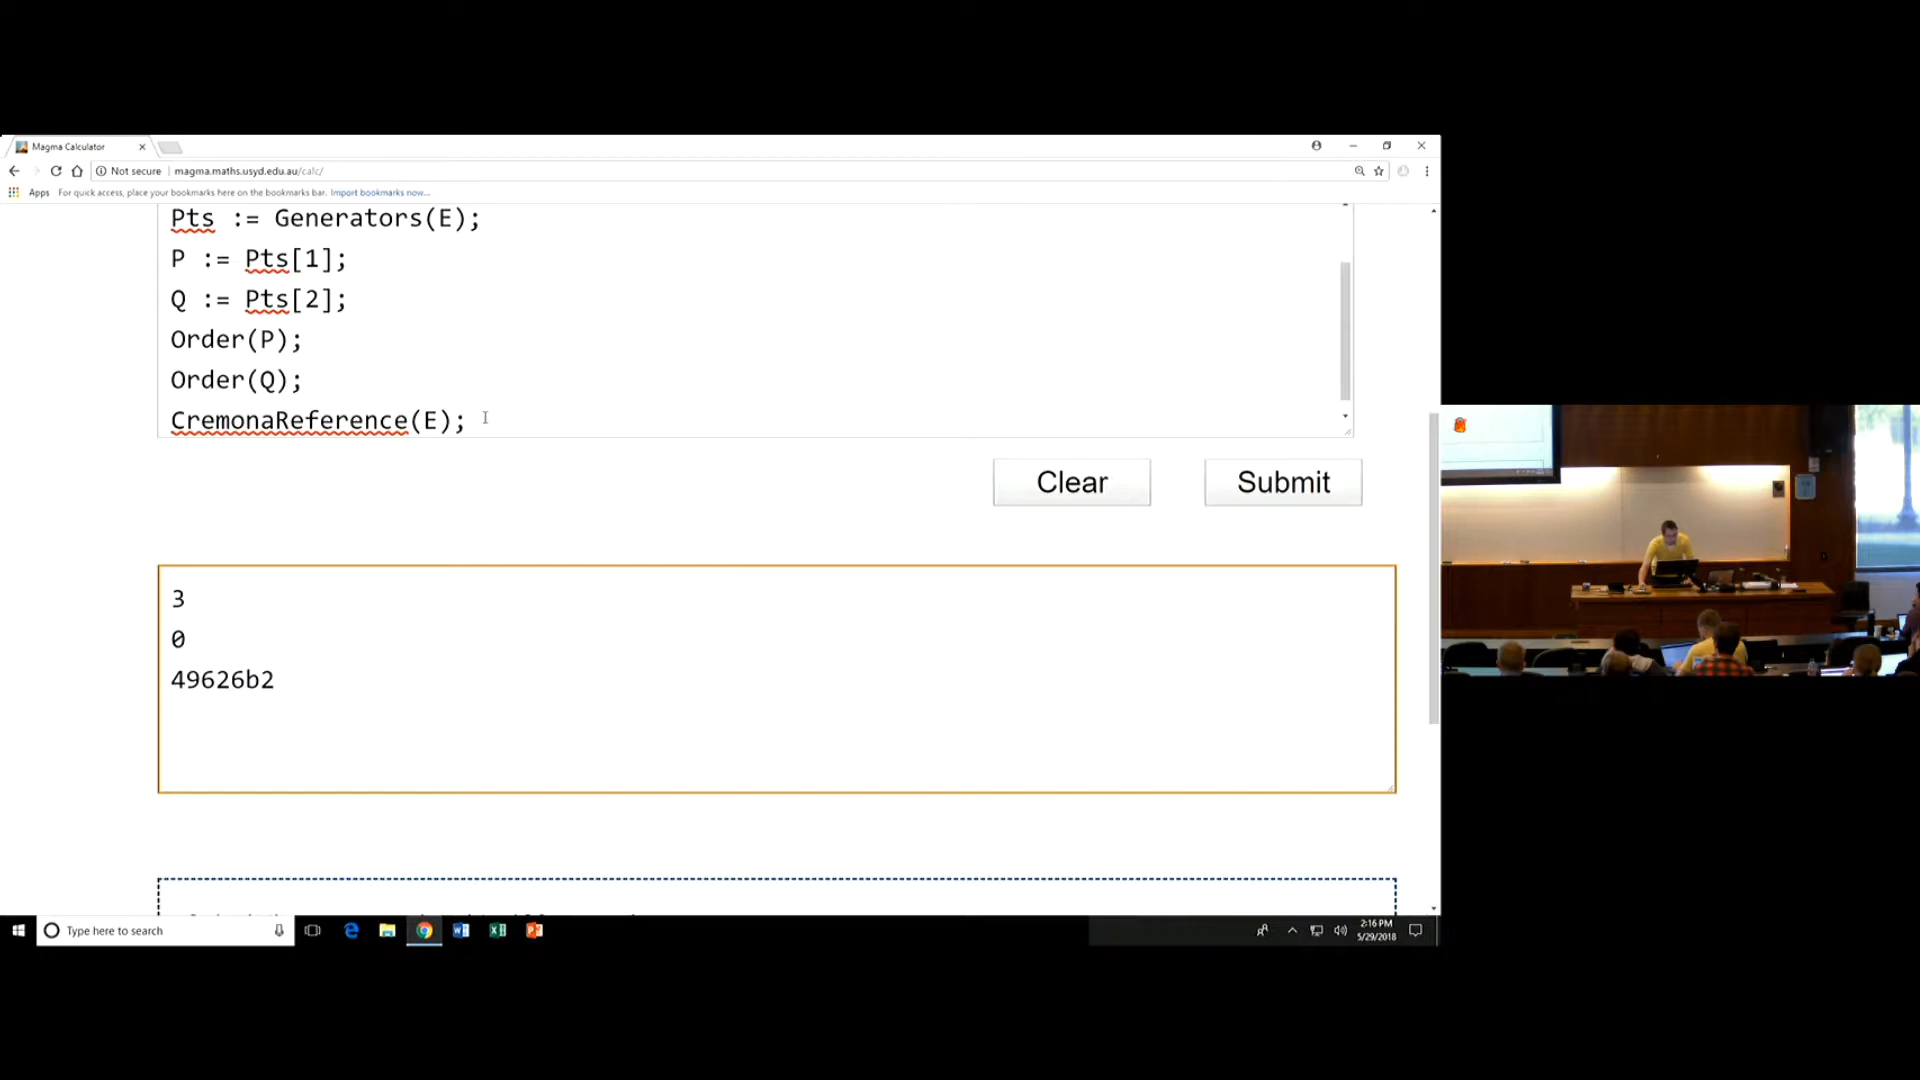 Magma Calculator
Not secure | magma.maths.usyd.edu.au/calc/
Apps For quick access, place your bookmarks here on the bookmarks bar. Import bookmarks now...
Pts := Generators(E);
P := Pts[1];
Q := Pts[2];
Order(P);
Order(Q);
CremonaReference(E);
Clear Submit
3
0
49626b2
Type here to search
2:16 PM
5/29/2018